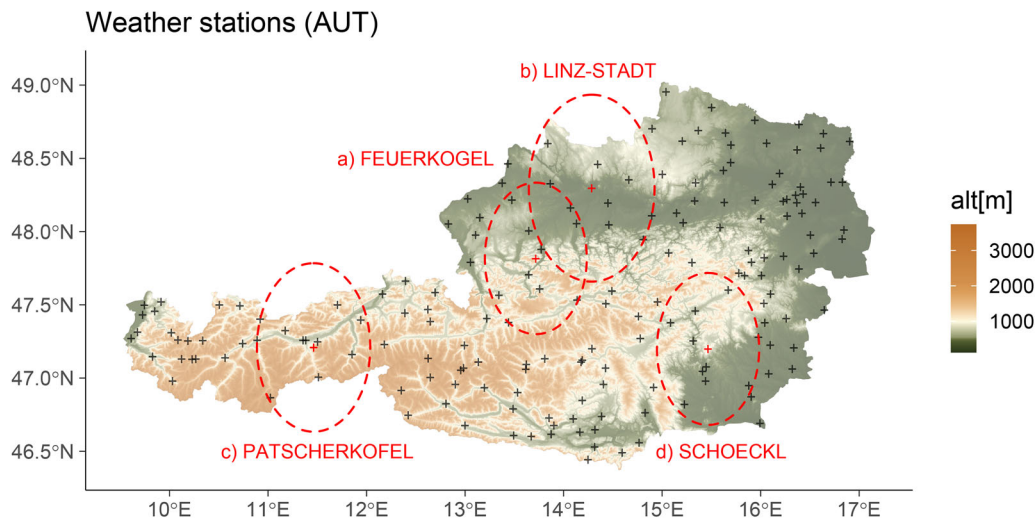 Weather stations (AUT)
b) LINZ-STADT
a) FEUERKOGEL
c) PATSCHERKOFEL
d) SCHOECKL
49.0°N
48.5°N
48.0°N
47.5°N
47.0°N
46.5°N
10°E 11°E 12°E 13°E 14°E 15°E 16°E 17°E
alt[m]
3000
2000
1000